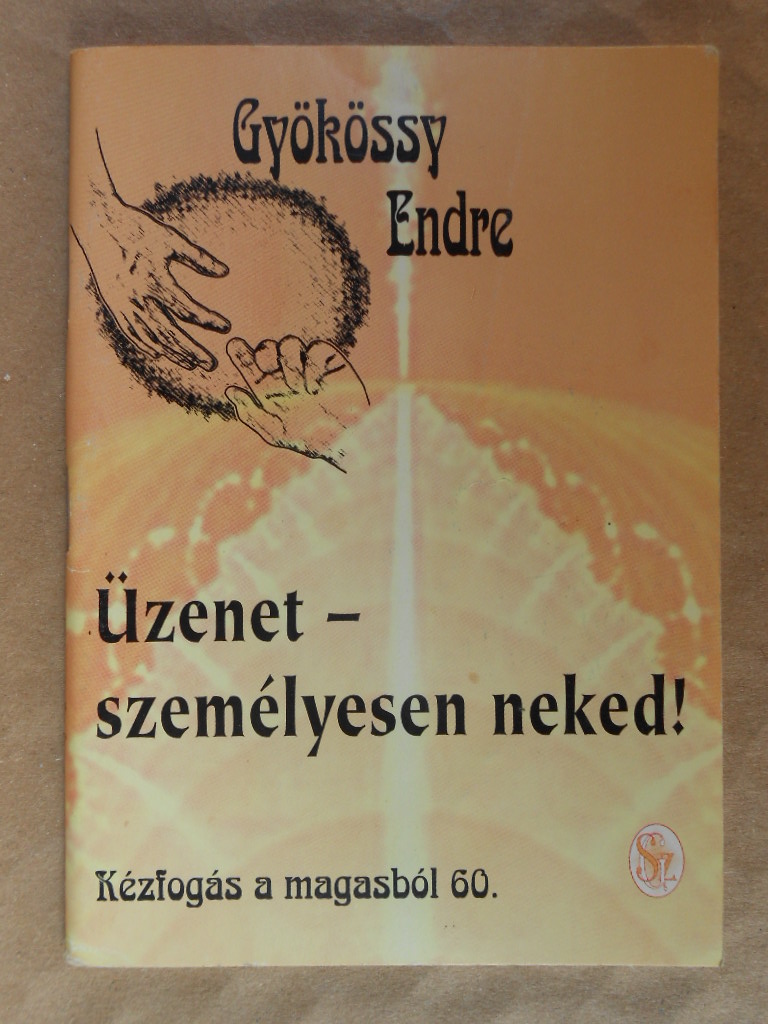 Gyökössy
Endre
Üzenet –
személyesen neked!
Kézfogás a magasból 60.